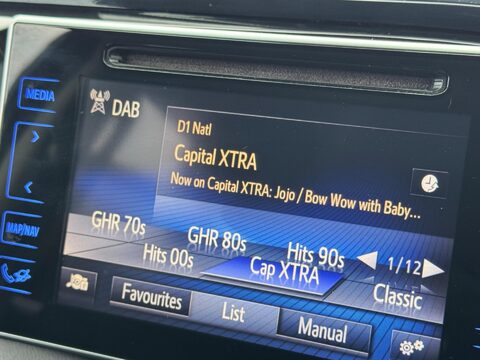 MEDIA
DAB
D1 Natl
Capital XTRA
Now on Capital XTRA: Jojo / Bow Wow with Baby...
MAP/NAV
GHR 70s GHR 80s Hits 90s 1/12
Hits 00s Cap XTRA Classic
Favourites List Manual